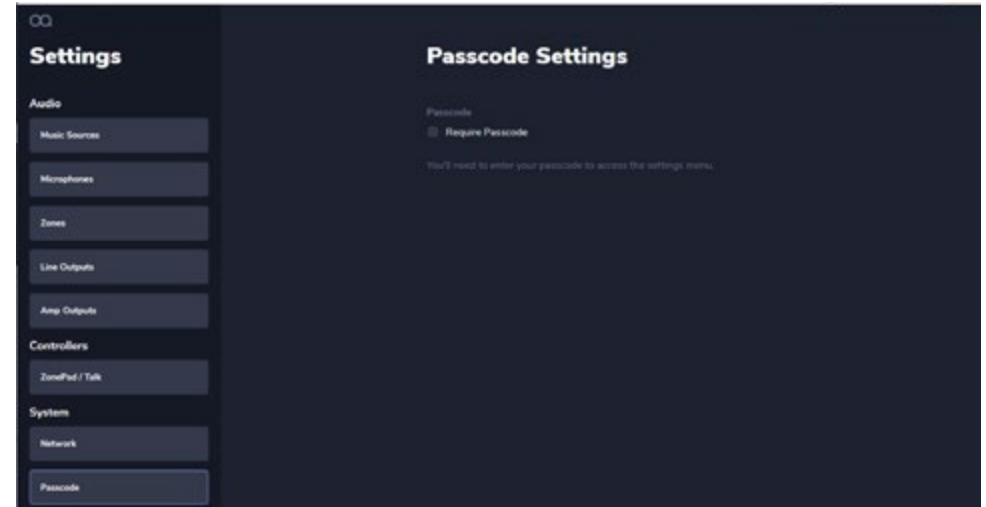 Settings
Audio
Music Sources
Microphones
Zones
Line Outputs
Amp Outputs
Controllers
ZonePad / Talk
System
Network
Passcode
Passcode Settings
Passcode
Require Passcode
You'll need to enter your passcode to access the settings menu.